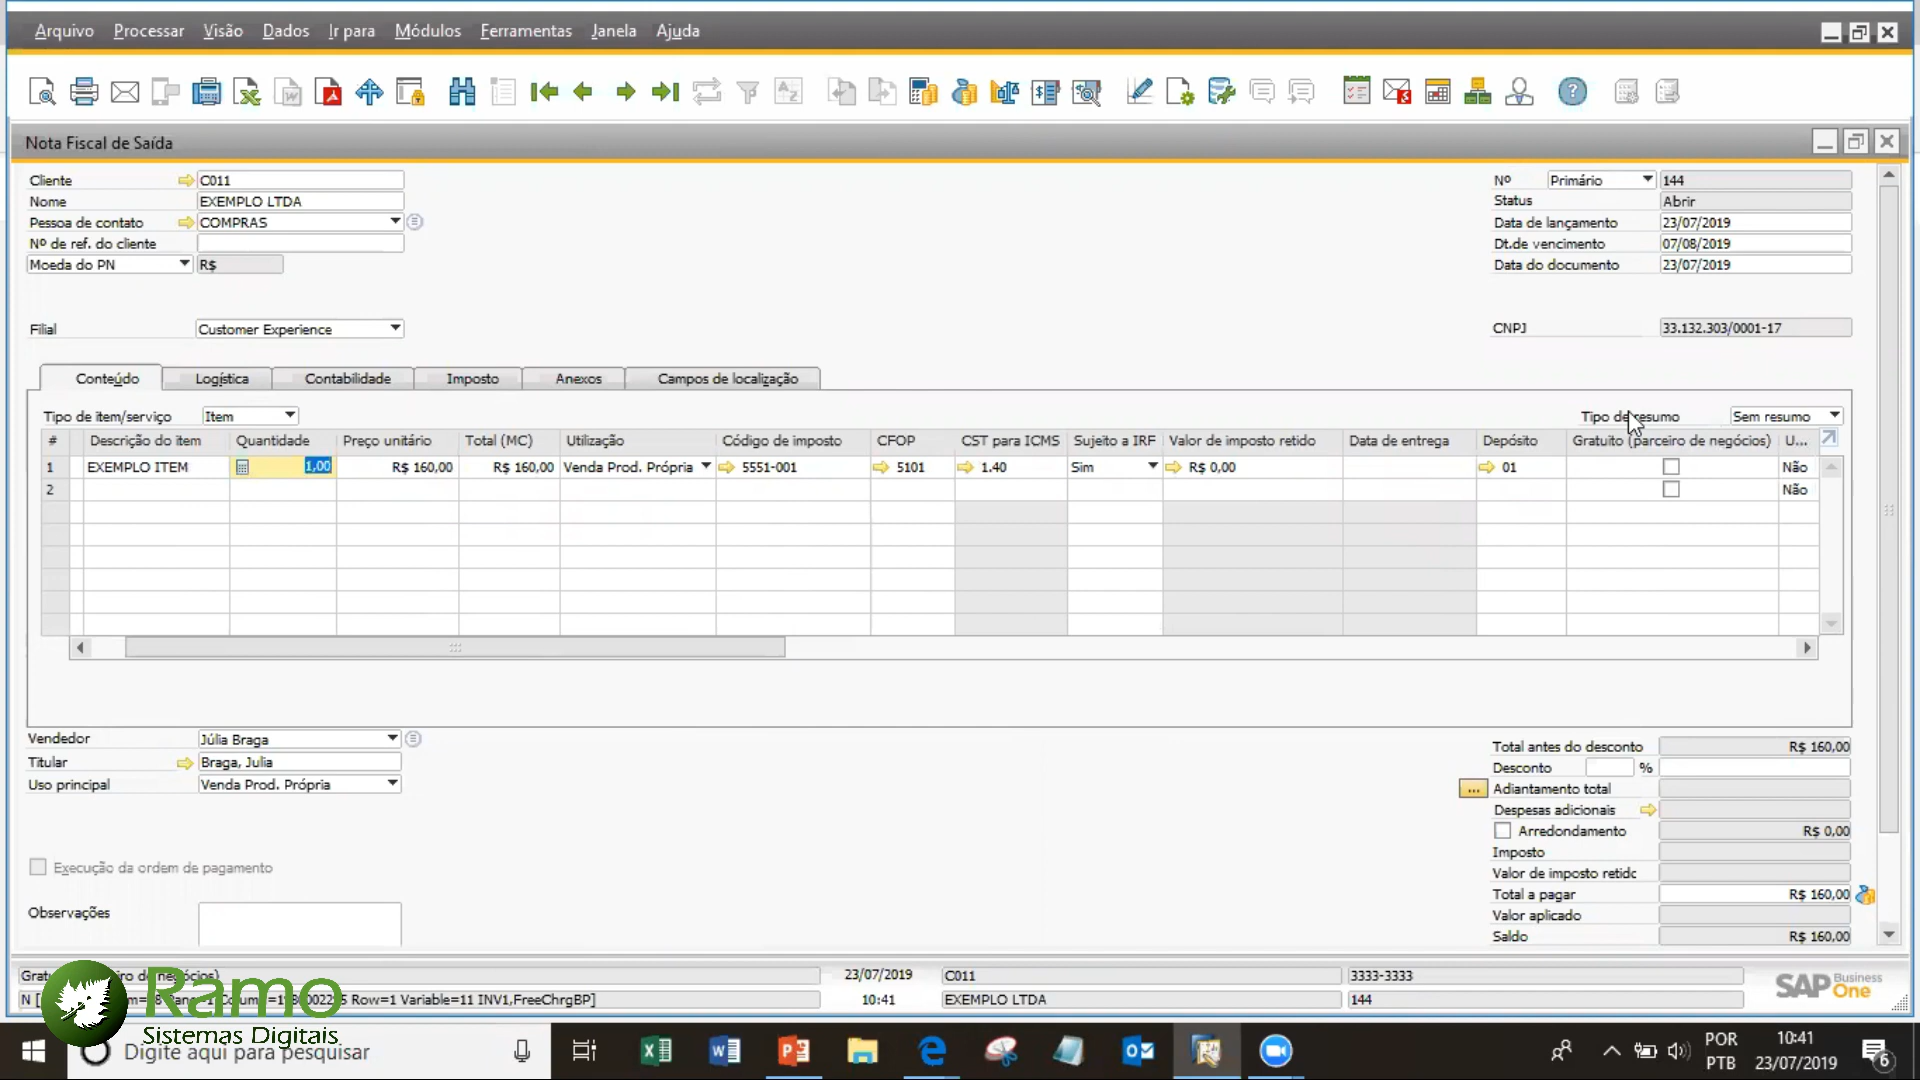 Arquivo Processar Visão Dados Ir para Módulos Ferramentas Janela Ajuda
Nota Fiscal de Saída
Cliente C011 Nº Primário 144
Nome EXEMPLO LTDA Status Abrir
Pessoa de contato COMPRAS Data de lançamento 23/07/2019
Nº de ref. do cliente Dt.de vencimento 07/08/2019
Moeda do PN R$ Data do documento 23/07/2019
Filial Customer Experience CNPJ 33.132.303/0001-17
Conteúdo Logística Contabilidade Imposto Anexos Campos de localização
Tipo de item/serviço Item Tipo de resumo Sem resumo
# Descrição do item Quantidade Preço unitário Total (MC) Utilização Código de imposto CFOP CST para ICMS Sujeito a IRF Valor de imposto retido Data de entrega Depósito Gratuito (parceiro de negócios) U...
1 EXEMPLO ITEM 1,00 R$ 160,00 R$ 160,00 Venda Prod. Própria 5551-001 5101 1.40 Sim R$ 0,00 01 Não
2 Não
Vendedor Júlia Braga
Titular Braga, Julia
Uso principal Venda Prod. Própria
Execução da ordem de pagamento
Observações
Total antes do desconto R$ 160,00
Desconto %
... Adiantamento total
Despesas adicionais
Arredondamento R$ 0,00
Imposto
Valor de imposto retido
Total a pagar R$ 160,00
Valor aplicado
Saldo R$ 160,00
23/07/2019 C011 3333-3333
Row=1 Variable=11 INV1,FreeChrgBP] 10:41 EXEMPLO LTDA 144
SAP Business One
Ramo
Sistemas Digitais
Digite aqui para pesquisar
POR 10:41
PTB 23/07/2019 6